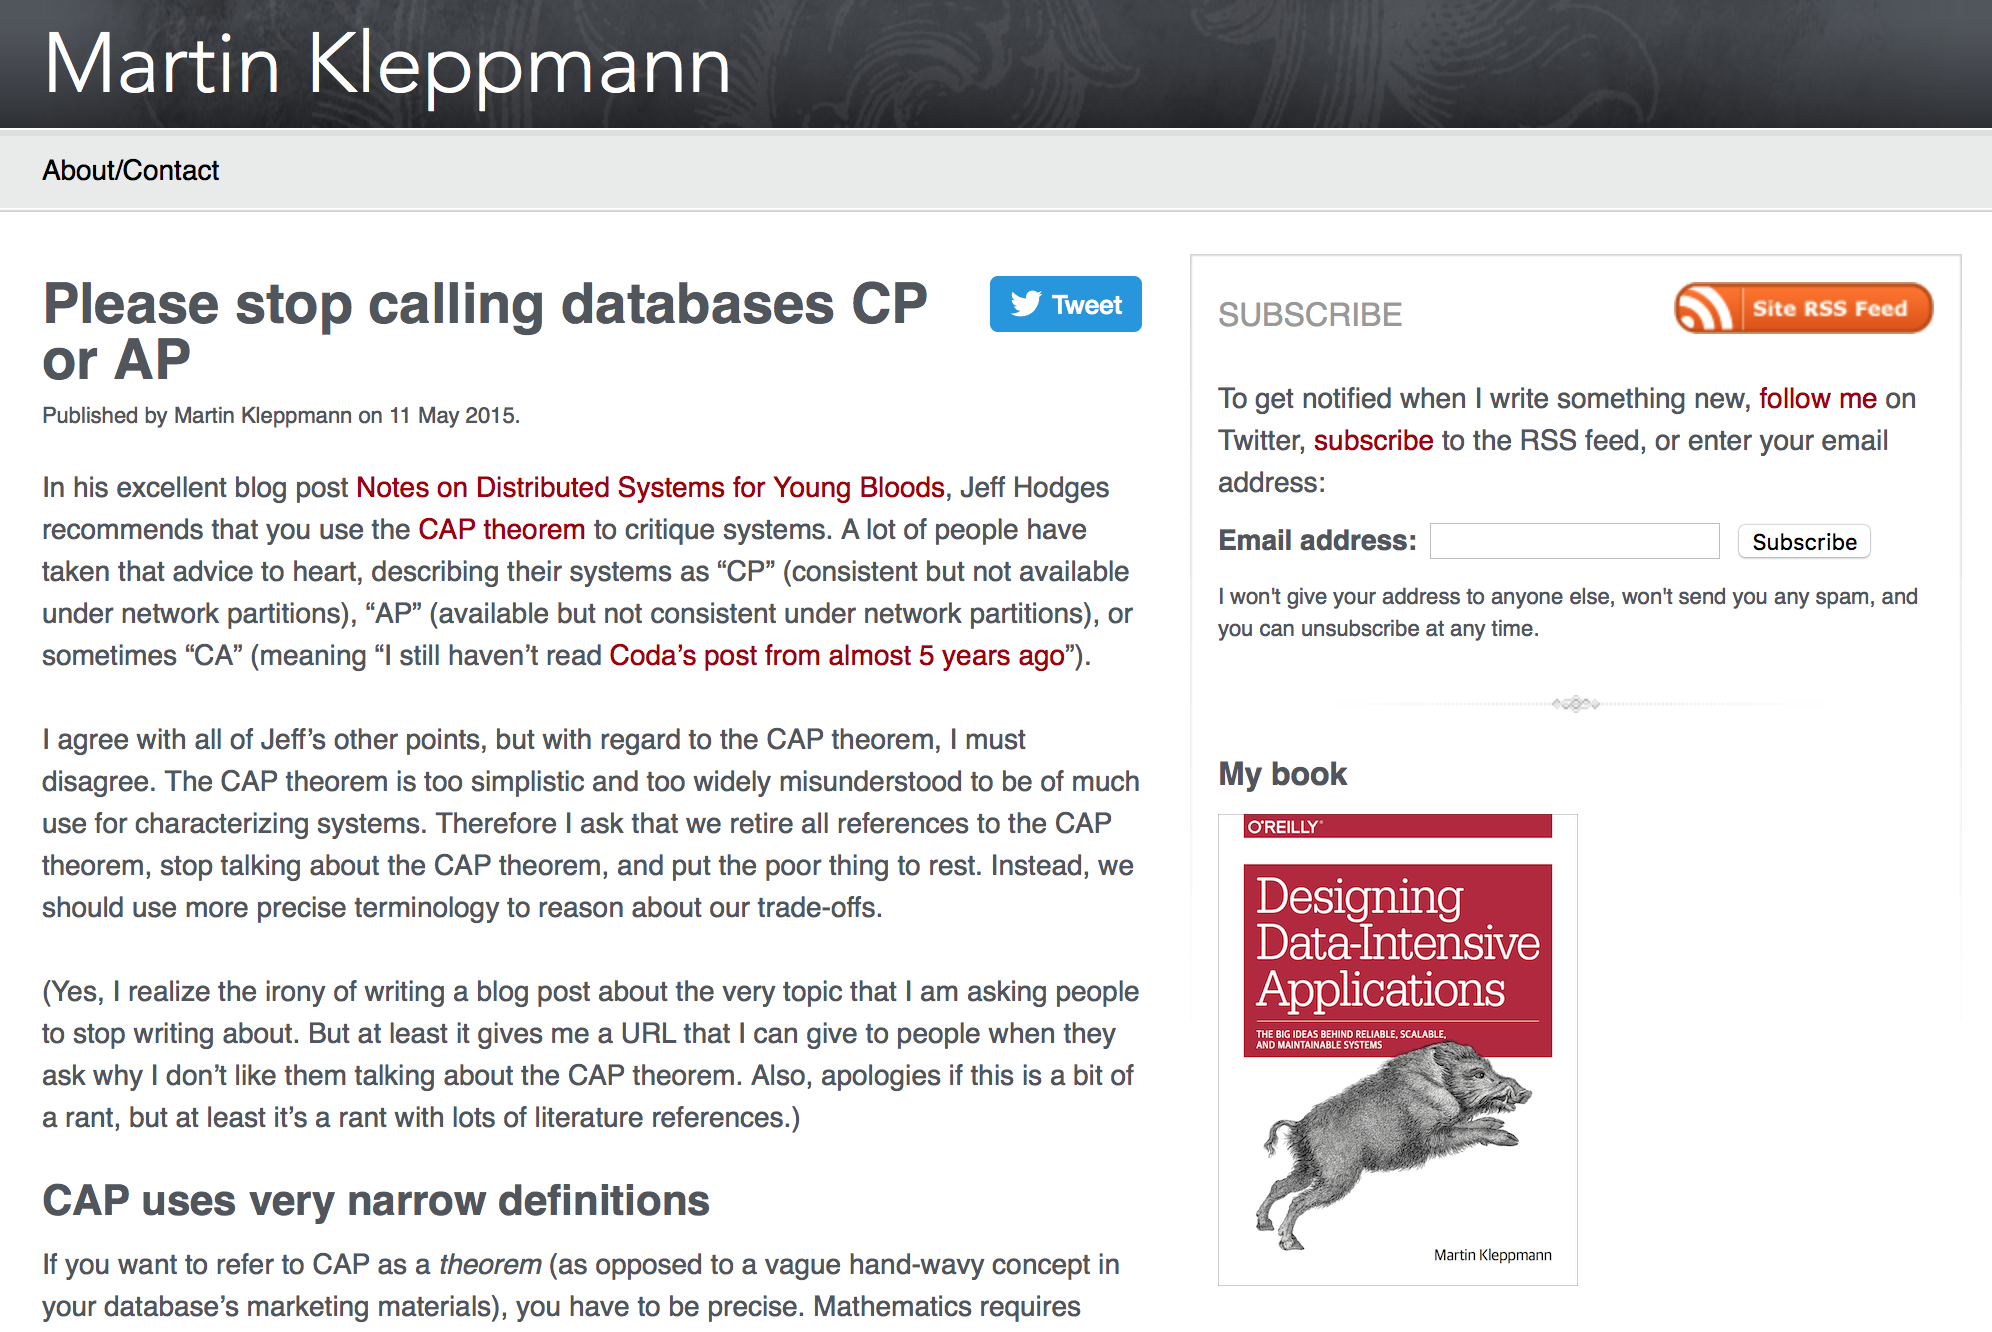 Martin Kleppmann
About/Contact
Please stop calling databases CP
or AP
Tweet
Published by Martin Kleppmann on 11 May 2015.
In his excellent blog post Notes on Distributed Systems for Young Bloods, Jeff Hodges
recommends that you use the CAP theorem to critique systems. A lot of people have
taken that advice to heart, describing their systems as “CP” (consistent but not available
under network partitions), “AP” (available but not consistent under network partitions), or
sometimes “CA” (meaning “I still haven’t read Coda’s post from almost 5 years ago”).
I agree with all of Jeff’s other points, but with regard to the CAP theorem, I must
disagree. The CAP theorem is too simplistic and too widely misunderstood to be of much
use for characterizing systems. Therefore I ask that we retire all references to the CAP
theorem, stop talking about the CAP theorem, and put the poor thing to rest. Instead, we
should use more precise terminology to reason about our trade-offs.
(Yes, I realize the irony of writing a blog post about the very topic that I am asking people
to stop writing about. But at least it gives me a URL that I can give to people when they
ask why I don’t like them talking about the CAP theorem. Also, apologies if this is a bit of
a rant, but at least it’s a rant with lots of literature references.)
CAP uses very narrow definitions
If you want to refer to CAP as a theorem (as opposed to a vague hand-wavy concept in
your database’s marketing materials), you have to be precise. Mathematics requires
SUBSCRIBE
Site RSS Feed
To get notified when I write something new, follow me on
Twitter, subscribe to the RSS feed, or enter your email
address:
Email address:
Subscribe
I won't give your address to anyone else, won't send you any spam, and
you can unsubscribe at any time.
My book
O'REILLY®
Designing
Data-Intensive
Applications
THE BIG IDEAS BEHIND RELIABLE, SCALABLE,
AND MAINTAINABLE SYSTEMS
Martin Kleppmann